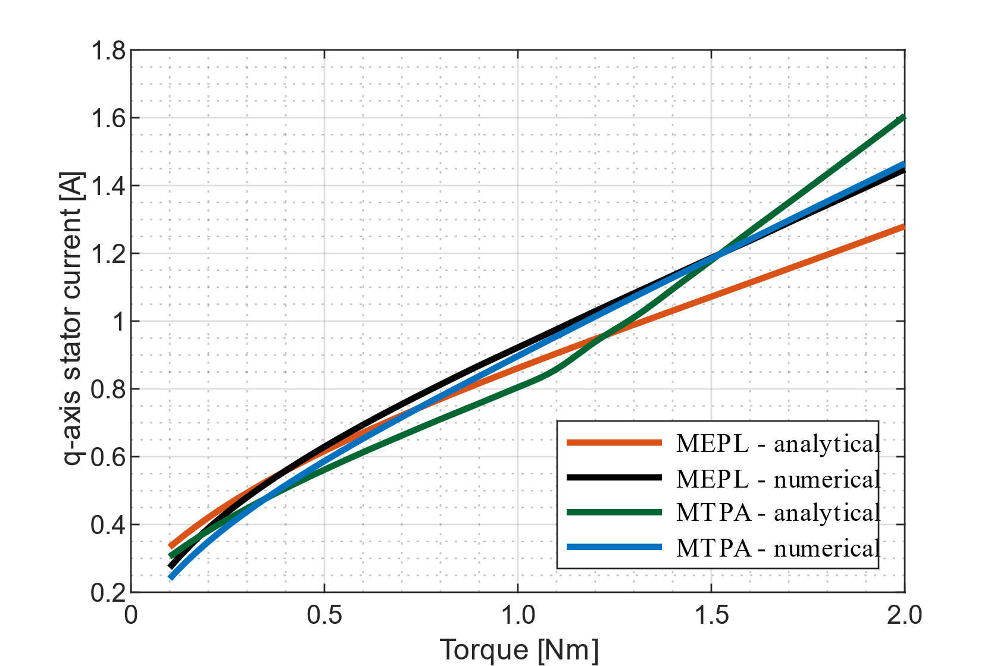 1.8
1.6
1.4
1.2
1
0.8
0.6
0.4
0.2
q-axis stator current [A]
MEPL - analytical
MEPL - numerical
MTPA - analytical
MTPA - numerical
0 0.5 1.0 1.5 2.0
Torque [Nm]